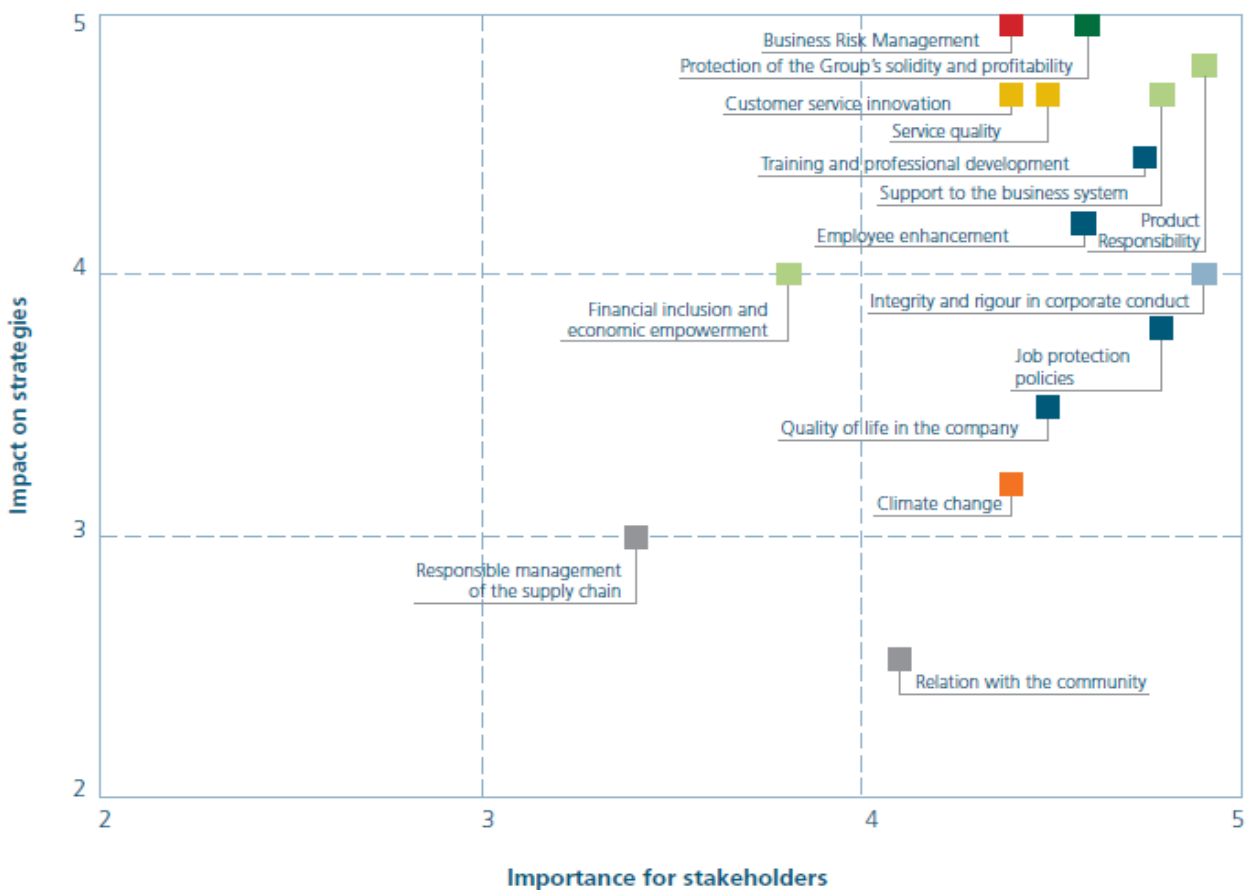 5
Business Risk Management
Protection of the Group's solidity and profitability
Customer service innovation
Service quality
Training and professional development
Support to the business system
Product
Responsibility
Employee enhancement
4
Integrity and rigour in corporate conduct
Financial inclusion and
economic empowerment
Job protection
policies
Quality of life in the company
Climate change
3
Responsible management
of the supply chain
Relation with the community
2
Impact on strategies
2 3 4 5
Importance for stakeholders